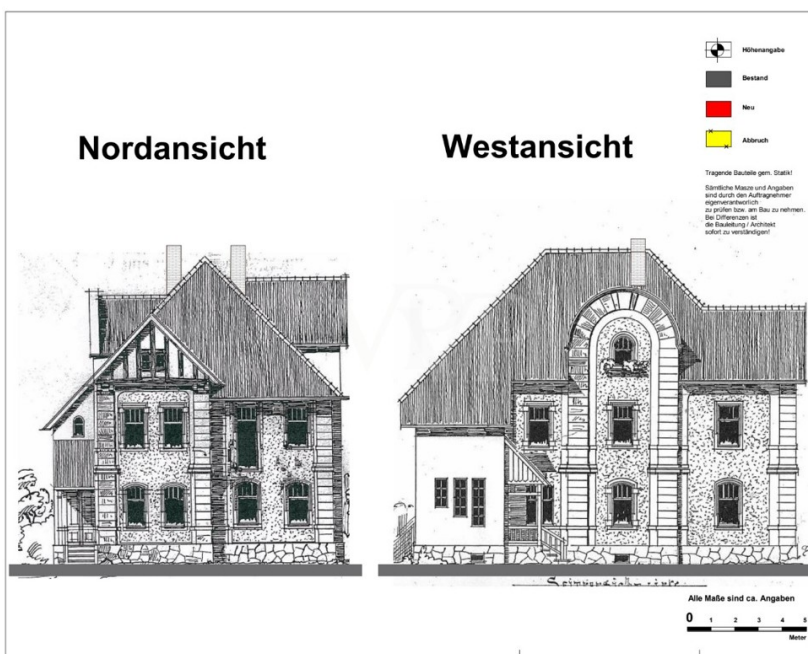 Nordansicht
Westansicht
Höhenangabe
Bestand
Neu
Abbruch
Tragende Bauteile gem. Statik!
Sämtliche Masze und Angaben
sind durch den Auftragnehmer
eigenverantworlich
zu prüfen bzw. am Bau zu nehmen.
Bei Differenzen ist
die Bauleitung / Architekt
sofort zu verständigen!
Alle Maße sind ca. Angaben
0 1 2 3 4 5
Meter